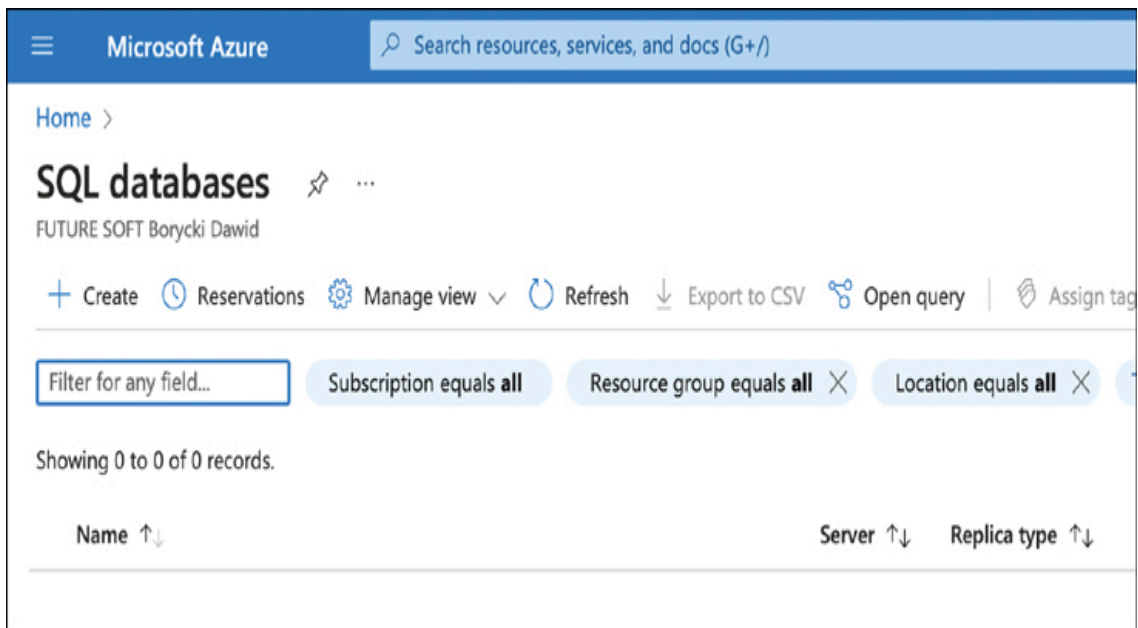 Microsoft Azure Search resources, services, and docs (G+/)
Home >
SQL databases ...
FUTURE SOFT Borycki Dawid
+ Create Reservations Manage view Refresh Export to CSV Open query Assign tag
Filter for any field... Subscription equals all Resource group equals all Location equals all
Showing 0 to 0 of 0 records.
Name ↑↓ Server ↑↓ Replica type ↑↓